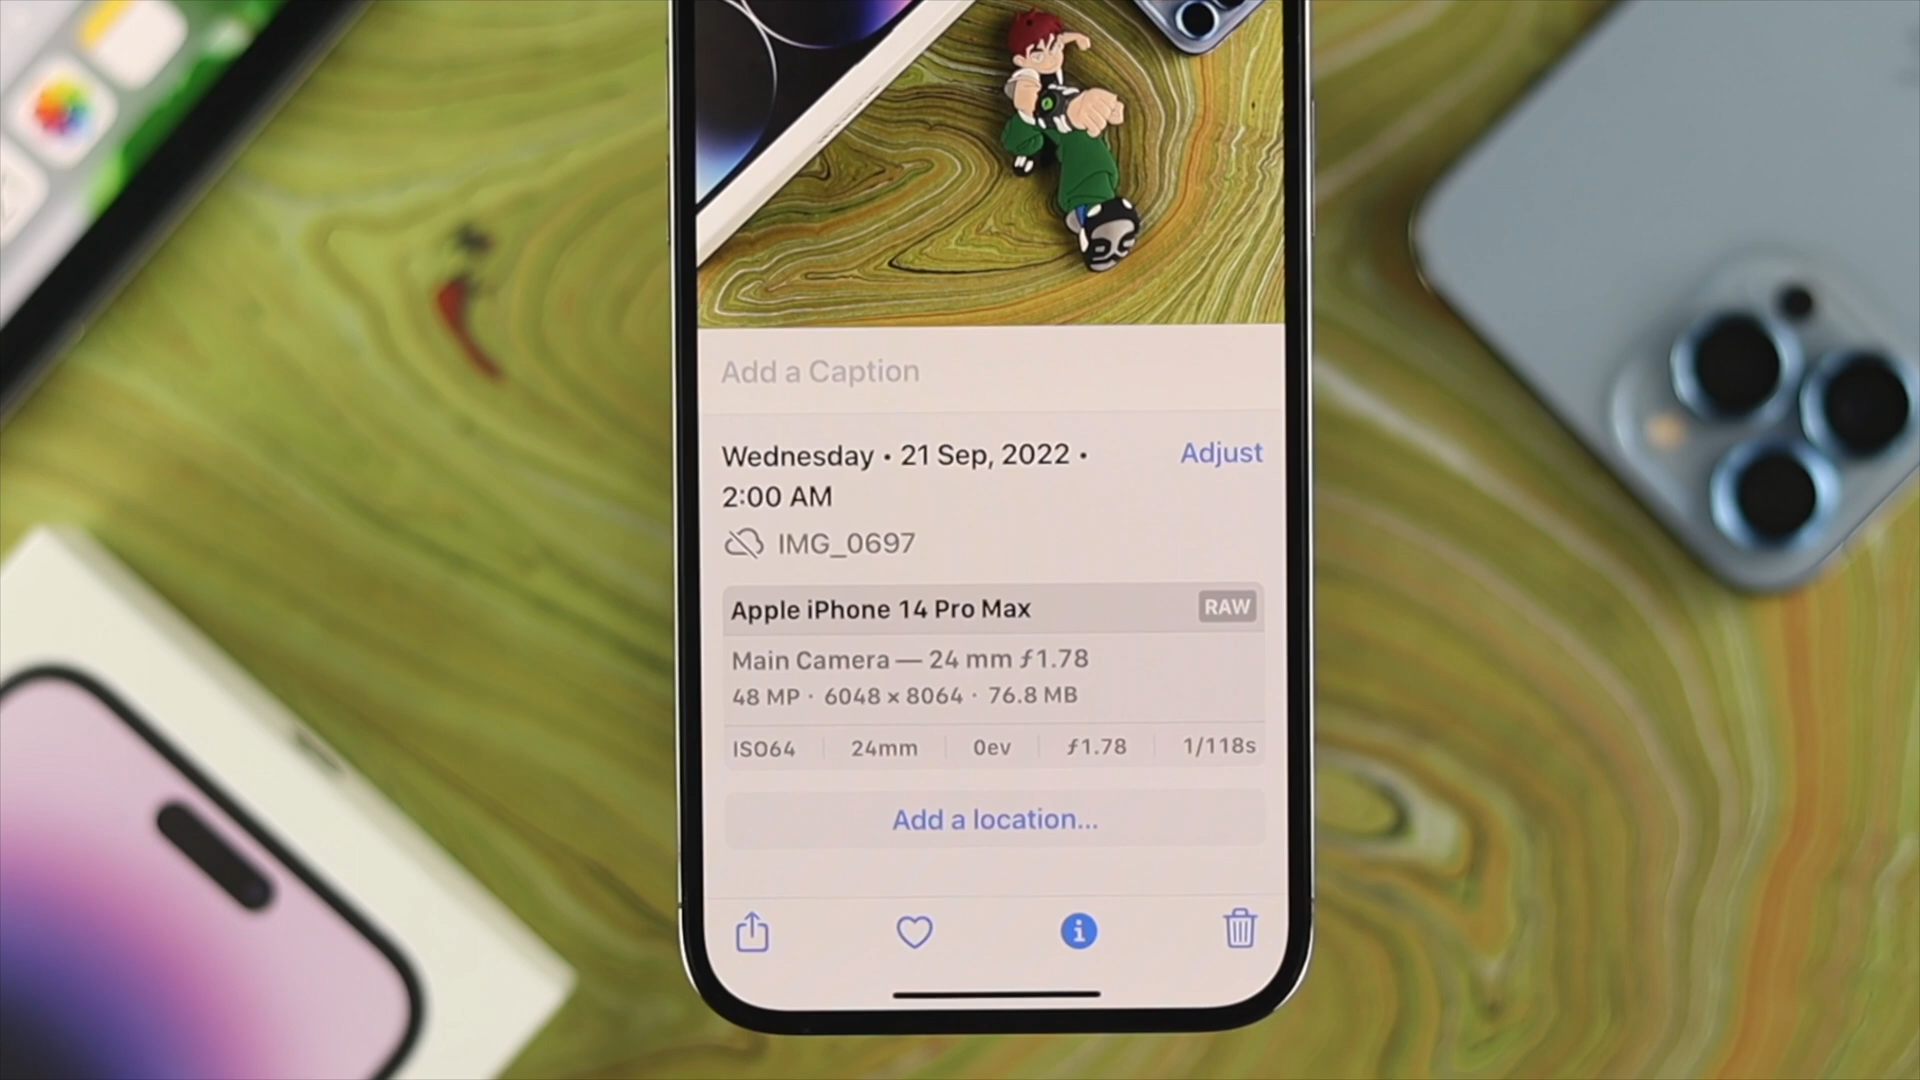 Add a Caption
Wednesday • 21 Sep, 2022 •
Adjust
2:00 AM
IMG_0697
Apple iPhone 14 Pro Max
RAW
Main Camera — 24 mm ƒ1.78
48 MP · 6048 × 8064 · 76.8 MB
ISO64 24mm 0ev ƒ1.78 1/118s
Add a location...